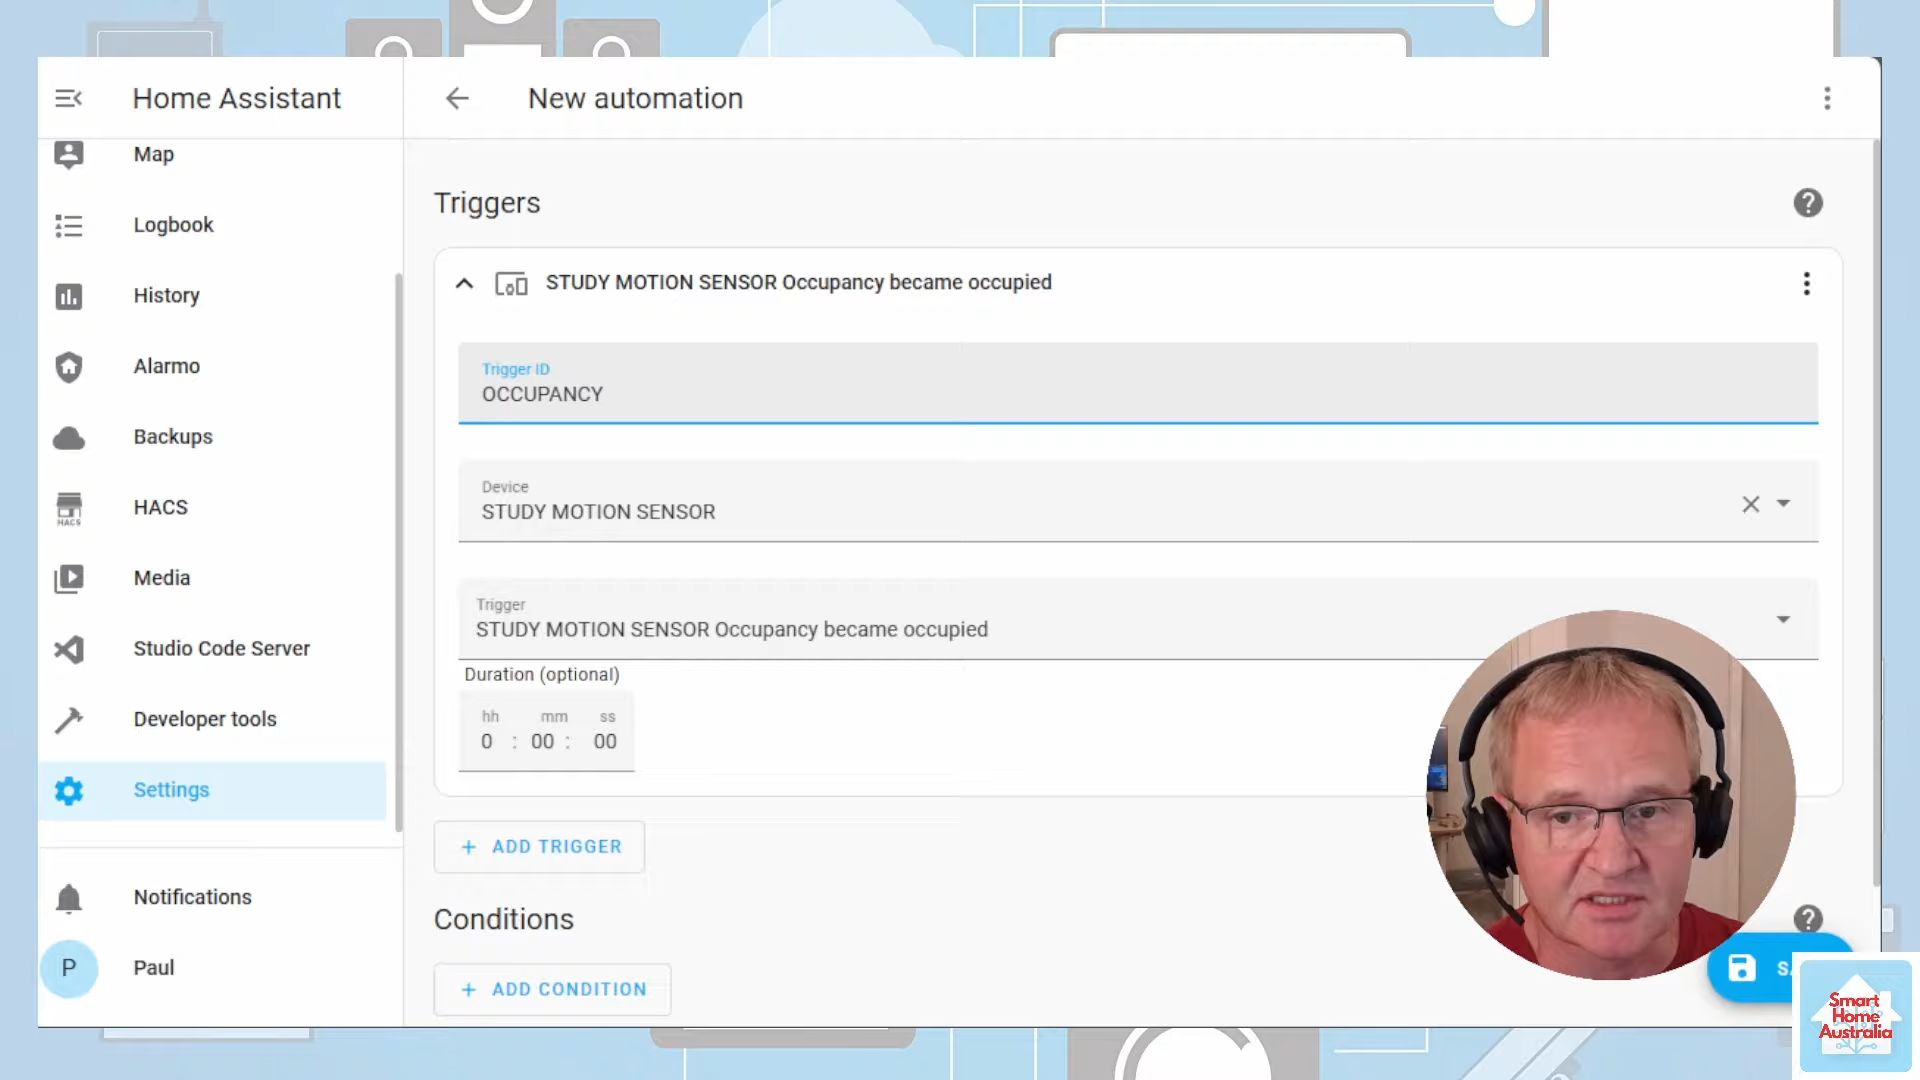 Home Assistant
New automation
Map
Logbook
History
Alarmo
Backups
HACS
HACS
Media
Studio Code Server
Developer tools
Settings
Notifications
P
Paul
Triggers
STUDY MOTION SENSOR Occupancy became occupied
Trigger ID
OCCUPANCY
Device
STUDY MOTION SENSOR
Trigger
STUDY MOTION SENSOR Occupancy became occupied
Duration (optional)
hh mm ss
0 : 00 : 00
+ ADD TRIGGER
Conditions
+ ADD CONDITION
Smart
Home
Australia